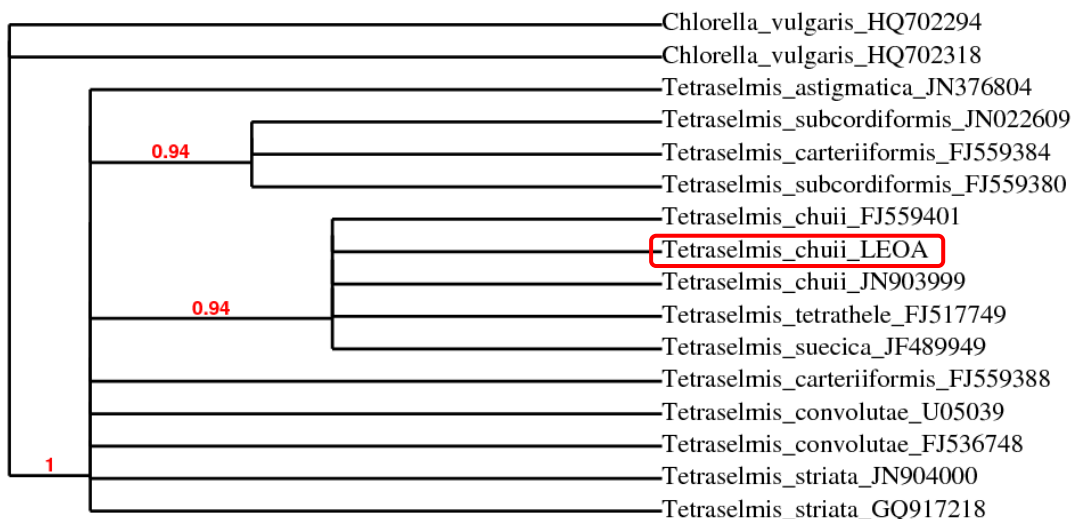 Chlorella_vulgaris_HQ702294
Chlorella_vulgaris_HQ702318
Tetraselmis_astigmatica_JN376804
Tetraselmis_subcordiformis_JN022609
0.94
Tetraselmis_carteriiformis_FJ559384
Tetraselmis_subcordiformis_FJ559380
Tetraselmis_chuii_FJ559401
Tetraselmis_chuii_LEOA
Tetraselmis_chuii_JN903999
0.94
Tetraselmis_tetrathele_FJ517749
Tetraselmis_suecica_JF489949
Tetraselmis_carteriiformis_FJ559388
Tetraselmis_convolutae_U05039
Tetraselmis_convolutae_FJ536748
1
Tetraselmis_striata_JN904000
Tetraselmis_striata_GQ917218